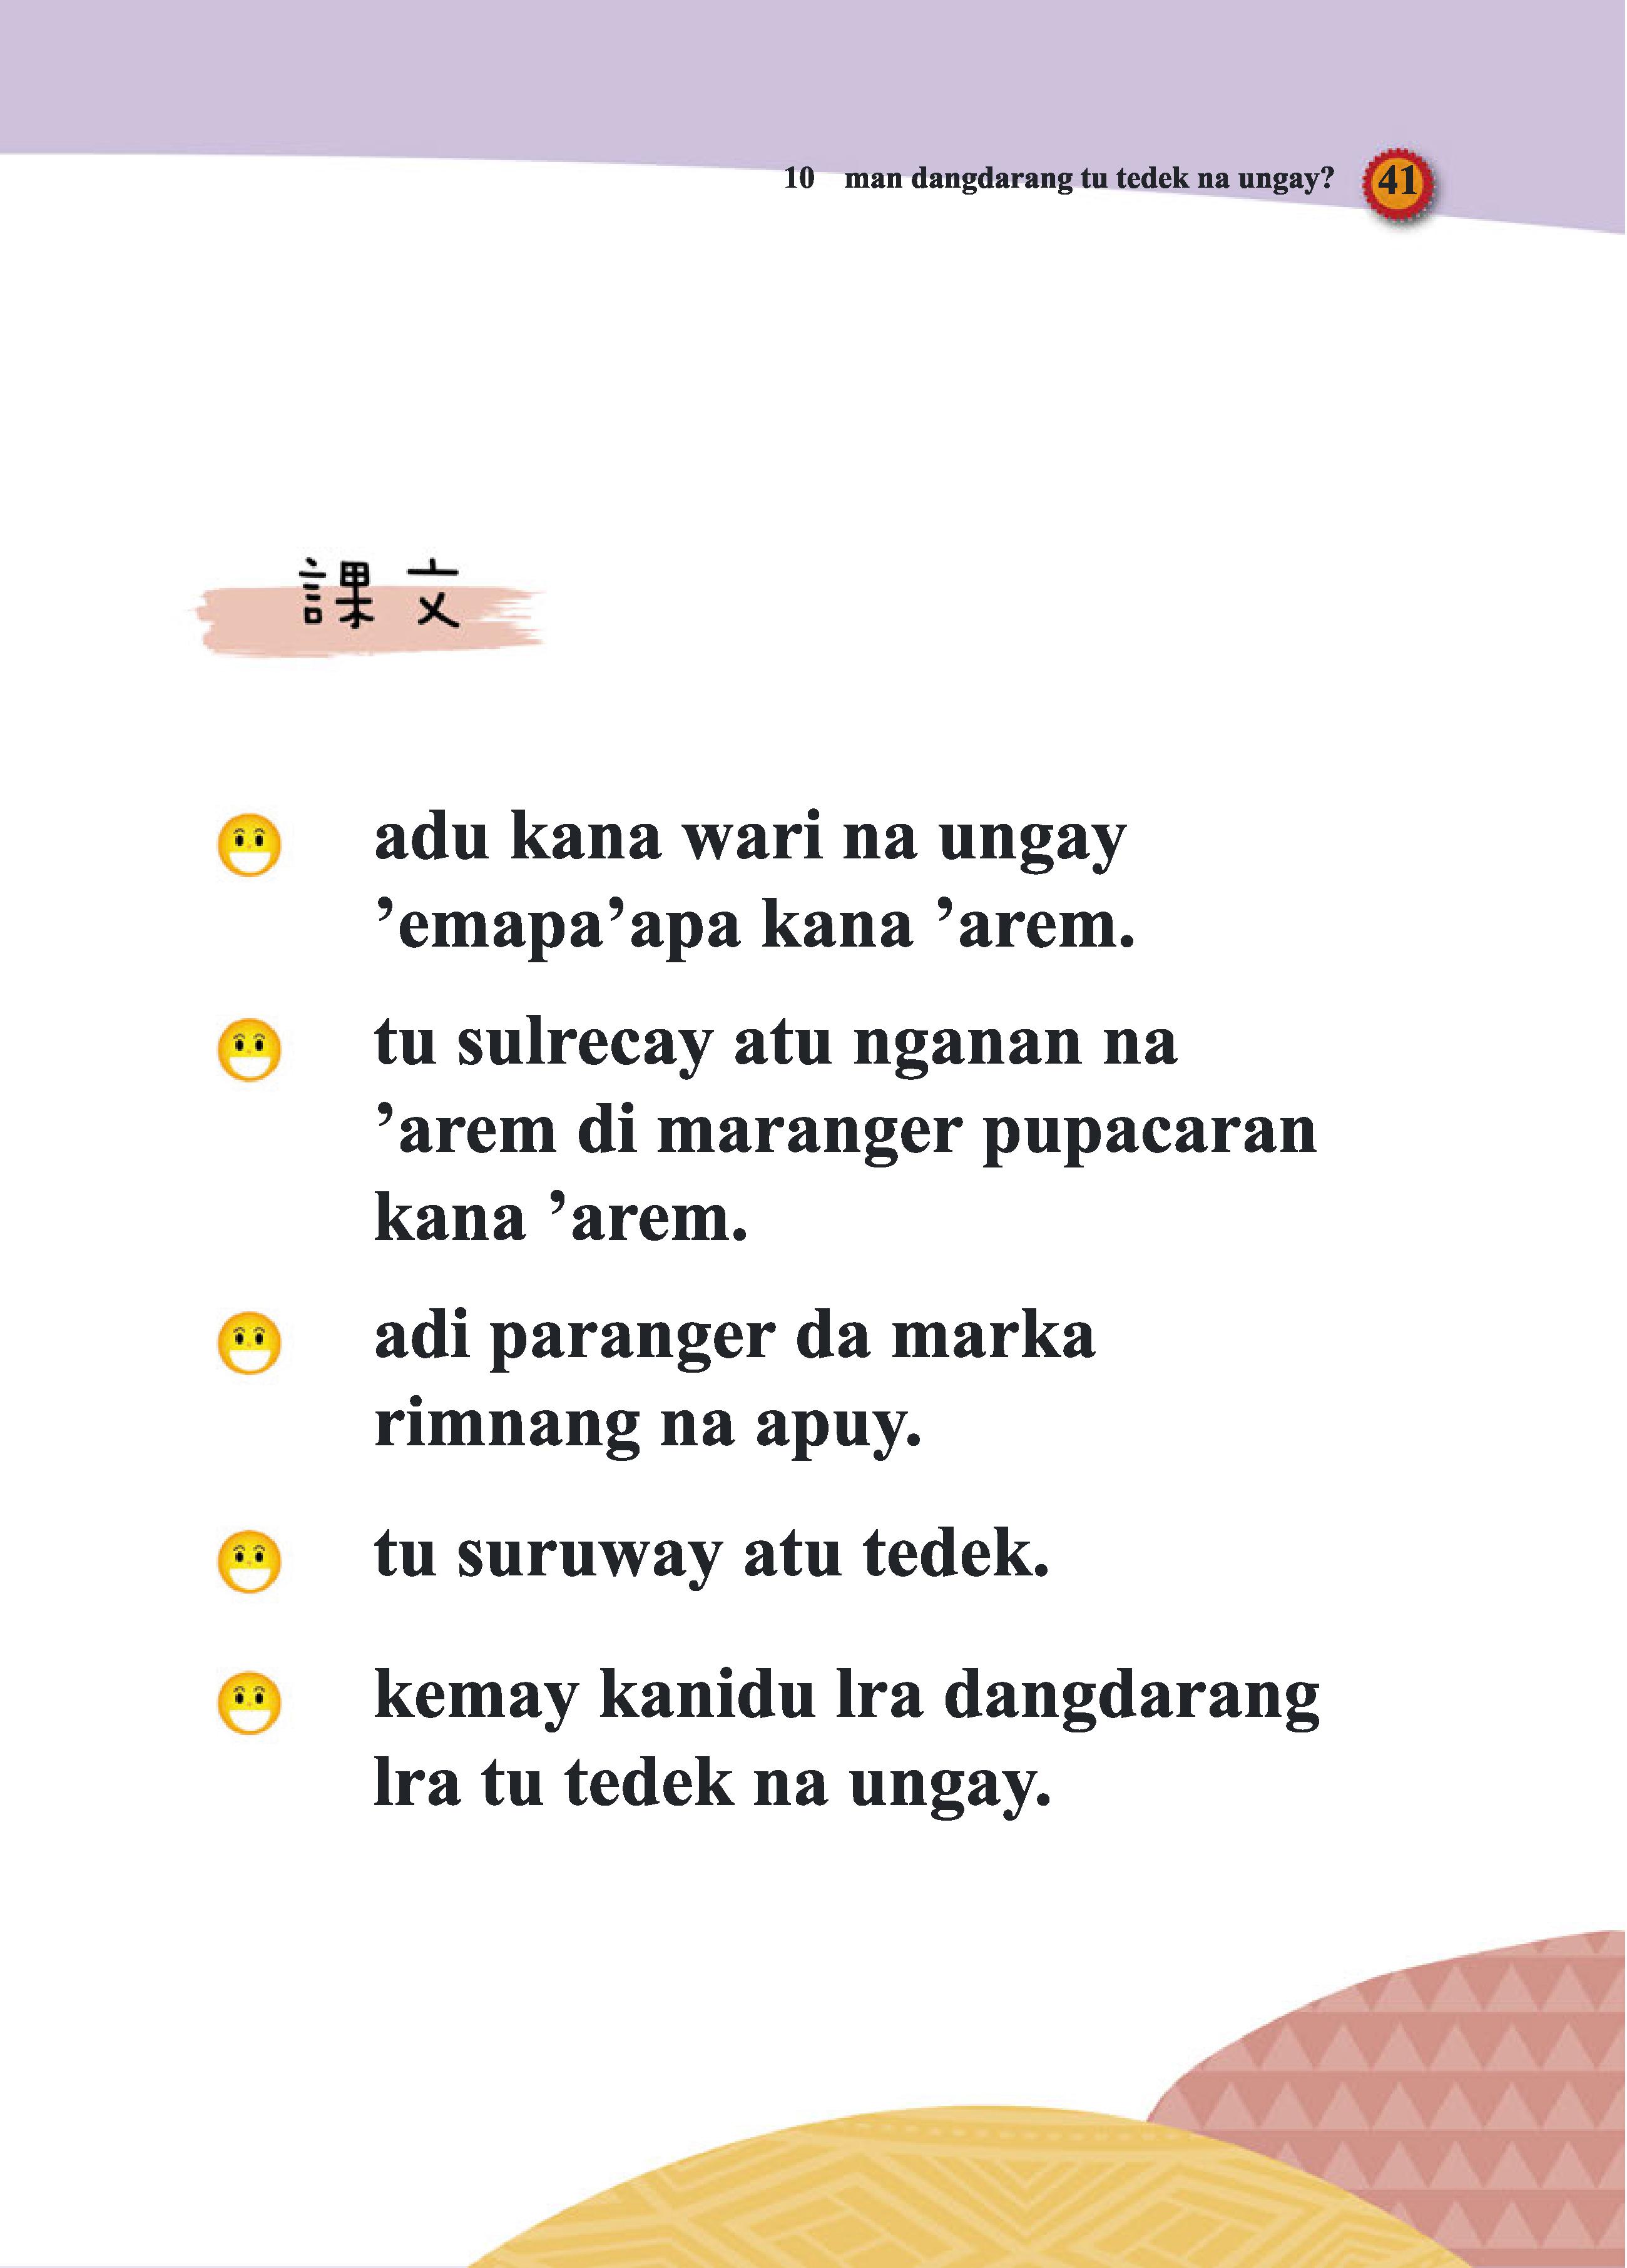 10 man dangdarang tu tedek na ungay? 41
課文
adu kana wari na ungay
’emapa’apa kana ’arem.
tu sulrecay atu nganan na
’arem di maranger pupacaran
kana ’arem.
adi paranger da marka
rimnang na apuy.
tu suruway atu tedek.
kemay kanidu lra dangdarang
lra tu tedek na ungay.